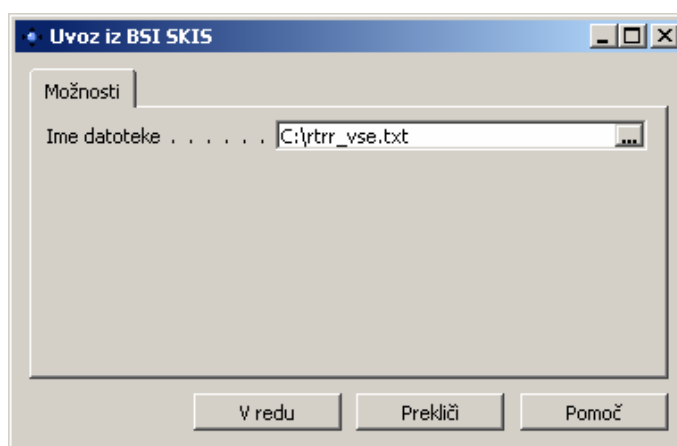 Uvoz iz BSI SKIS
Možnosti
Ime datoteke . . . . . . C:\rtrr_vse.txt ...
V redu Prekliči Pomoč